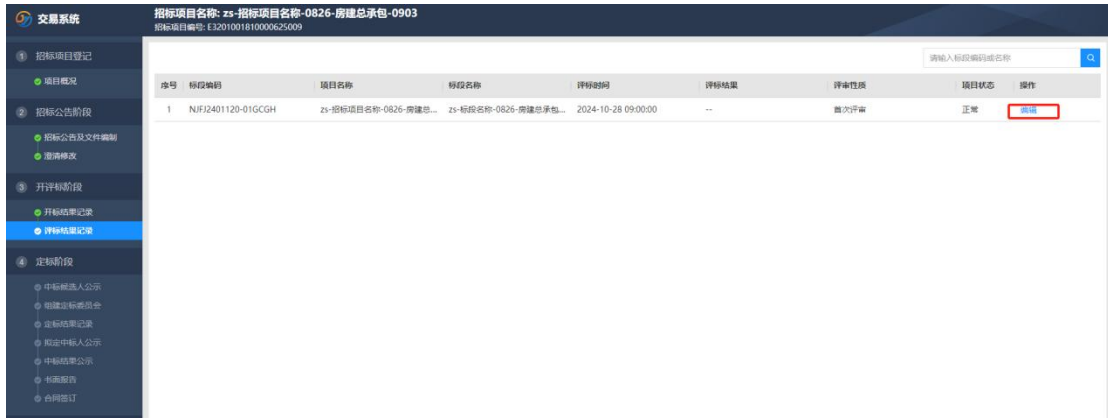 交易系统
招标项目名称: zs-招标项目名称-0826-房建总承包-0903
招标项目编号: E3201001810000625009
1 招标项目登记
项目概况
2 招标公告阶段
招标公告及文件编制
澄清修改
3 开评标阶段
开标结果记录
评标结果记录
4 定标阶段
中标候选人公示
组建定标委员会
定标结果记录
拟定中标人公示
中标结果公示
书面报告
合同签订
请输入标段编码或名称
序号 标段编码 项目名称 标段名称 评标时间 评标结果 评审性质 项目状态 操作
1 NJFJ2401120-01GCGH zs-招标项目名称-0826-房建总... zs-标段名称-0826-房建总承包... 2024-10-28 09:00:00 -- 首次评审 正常 编辑